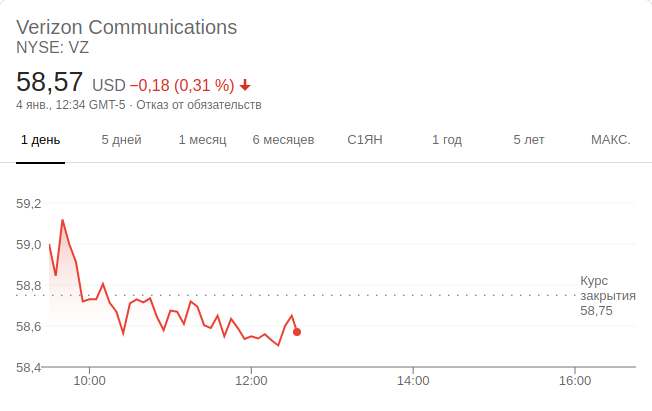 Verizon Communications
NYSE: VZ
58,57 USD −0,18 (0,31 %)
4 янв., 12:34 GMT-5 · Отказ от обязательств
1 день 5 дней 1 месяц 6 месяцев С1ЯН 1 год 5 лет МАКС.
59,2
59,0
58,8
Курс
закрытия
58,75
58,6
58,4
10:00 12:00 14:00 16:00